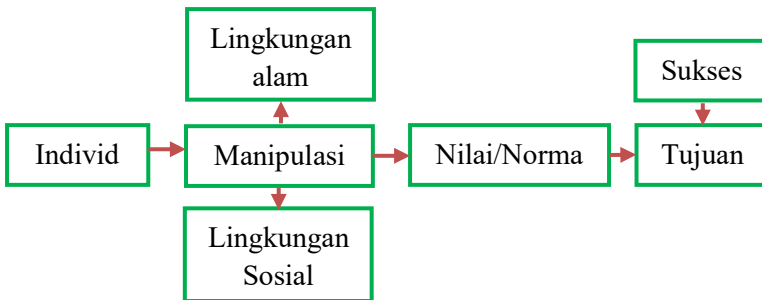 Lingkungan
alam
Sukses
Individ
Manipulasi
Nilai/Norma
Tujuan
Lingkungan
Sosial